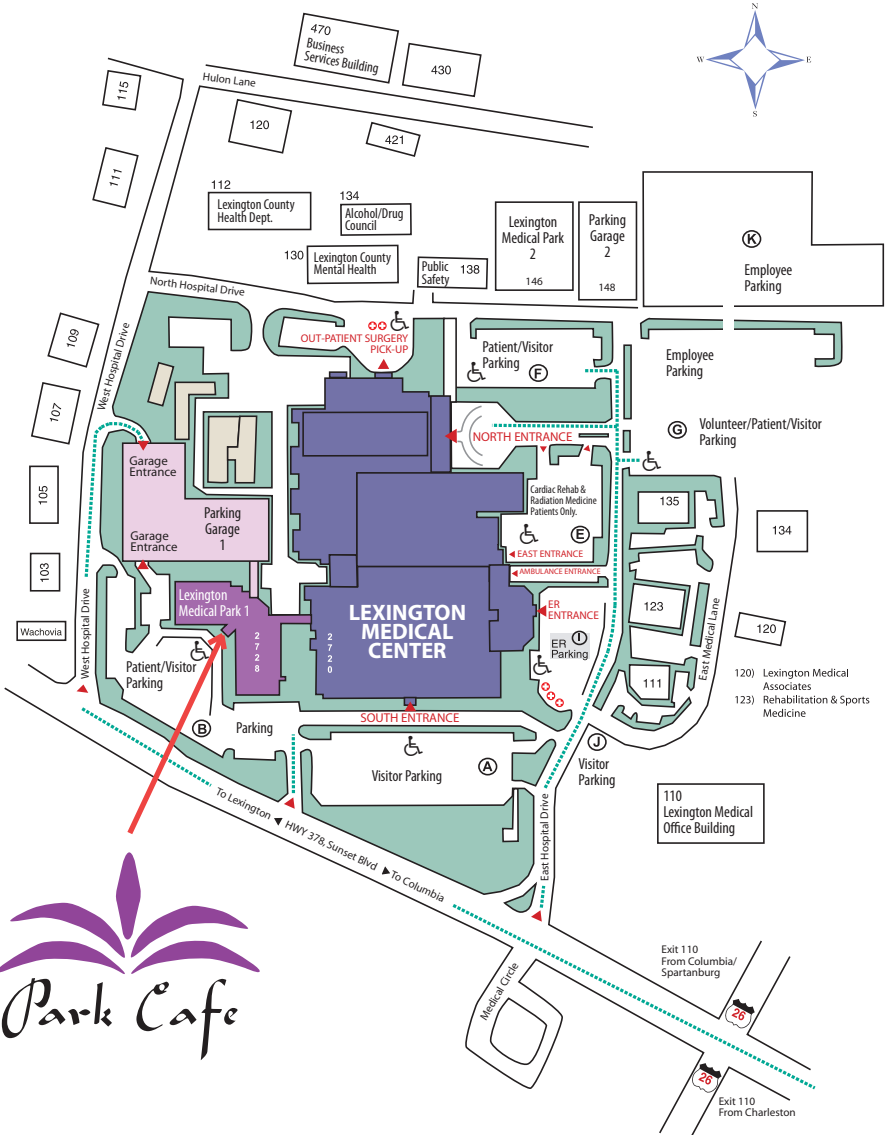 N
W
E
S
470
Business
Services Building
430
Hulon Lane
115
120
421
111
112
Lexington County
Health Dept.
134
Alcohol/Drug
Council
130
Lexington County
Mental Health
Public
Safety
138
Lexington
Medical Park
2
146
Parking
Garage
2
148
K
Employee
Parking
North Hospital Drive
109
West Hospital Drive
OUT-PATIENT SURGERY
PICK-UP
Patient/Visitor
Parking
F
Employee
Parking
107
NORTH ENTRANCE
G
Volunteer/Patient/Visitor
Parking
Garage
Entrance
105
Parking
Garage
1
Garage
Entrance
Cardiac Rehab &
Radiation Medicine
Patients Only.
E
EAST ENTRANCE
AMBULANCE ENTRANCE
135
134
103
Wachovia
West Hospital Drive
Lexington
Medical Park 1
2728
2720
LEXINGTON
MEDICAL
CENTER
ER
ENTRANCE
I
ER
Parking
123
120
East Medical Lane
111
120) Lexington Medical
Associates
123) Rehabilitation & Sports
Medicine
Patient/Visitor
Parking
B
Parking
SOUTH ENTRANCE
Visitor Parking
A
J
Visitor
Parking
110
Lexington Medical
Office Building
East Hospital Drive
To Lexington
HWY 378, Sunset Blvd
To Columbia
Park Cafe
Medical Circle
Exit 110
From Columbia/
Spartanburg
26
26
Exit 110
From Charleston